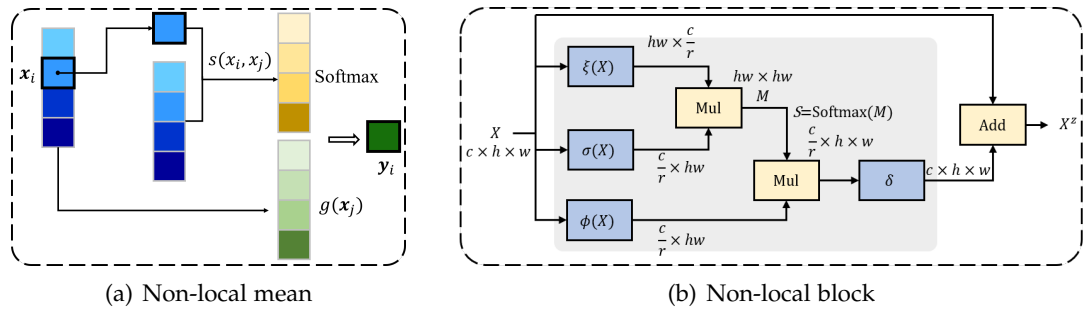 x_i
s(x_i, x_j)
Softmax
g(x_j)
y_i
(a) Non-local mean
X
c × h × w
ξ(X)
hw × c/r
σ(X)
c/r × hw
ϕ(X)
c/r × hw
Mul
hw × hw
M
S=Softmax(M)
c/r × h × w
Mul
δ
c × h × w
Add
X^z
(b) Non-local block